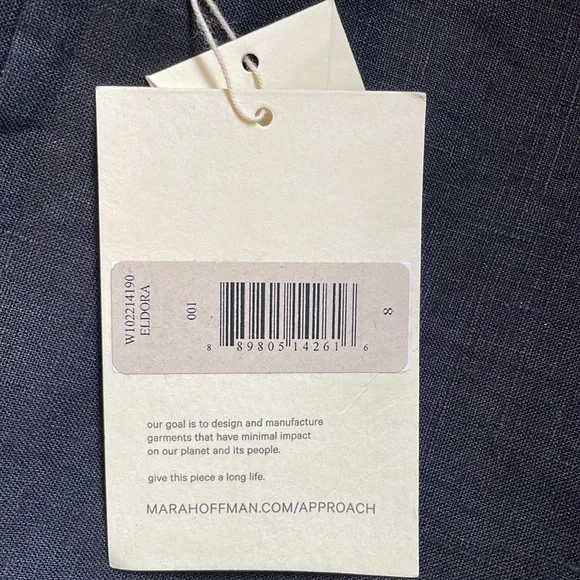 W102214190-
ELDORA
001
8 89805 14261 6
8
our goal is to design and manufacture
garments that have minimal impact
on our planet and its people.
give this piece a long life.
MARAHOFFMAN.COM/APPROACH